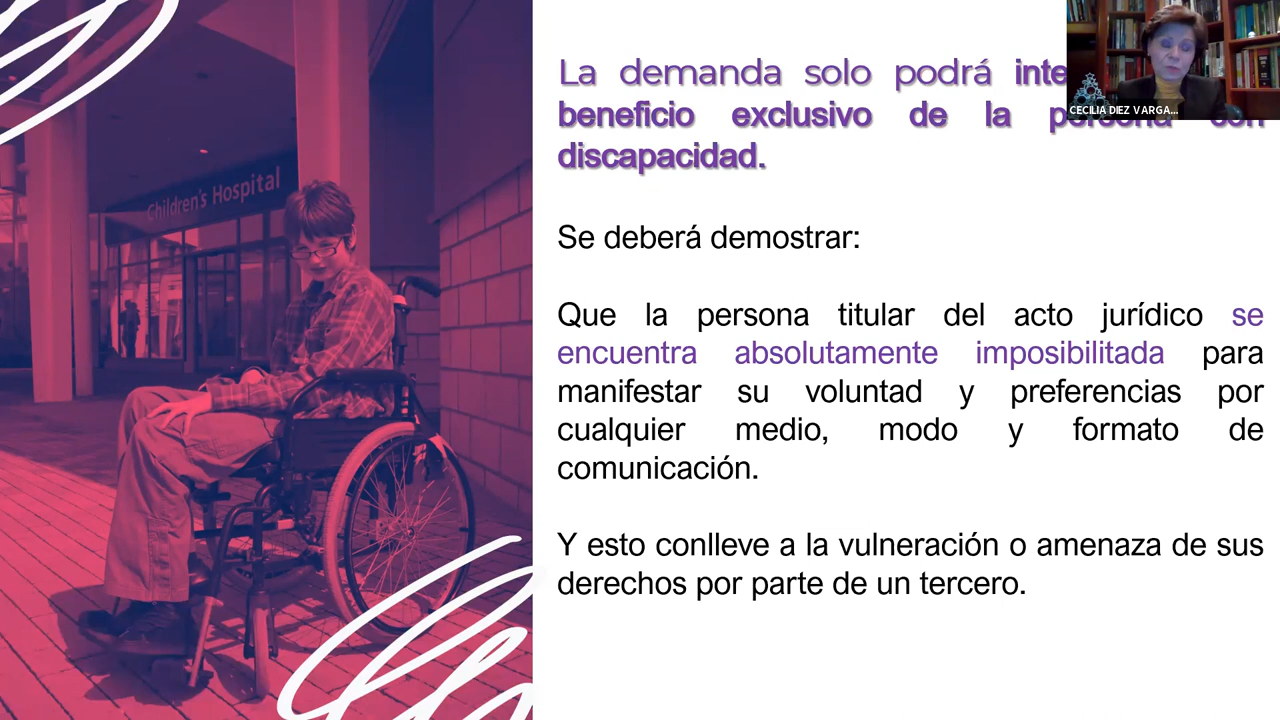 La demanda solo podrá
beneficio exclusivo de la persona con
discapacidad.
Se deberá demostrar:
Que la persona titular del acto jurídico se
encuentra absolutamente imposibilitada para
manifestar su voluntad y preferencias por
cualquier medio, modo y formato de
comunicación.
Y esto conlleve a la vulneración o amenaza de sus
derechos por parte de un tercero.
Children's Hospital
CECILIA DIEZ VARGA...